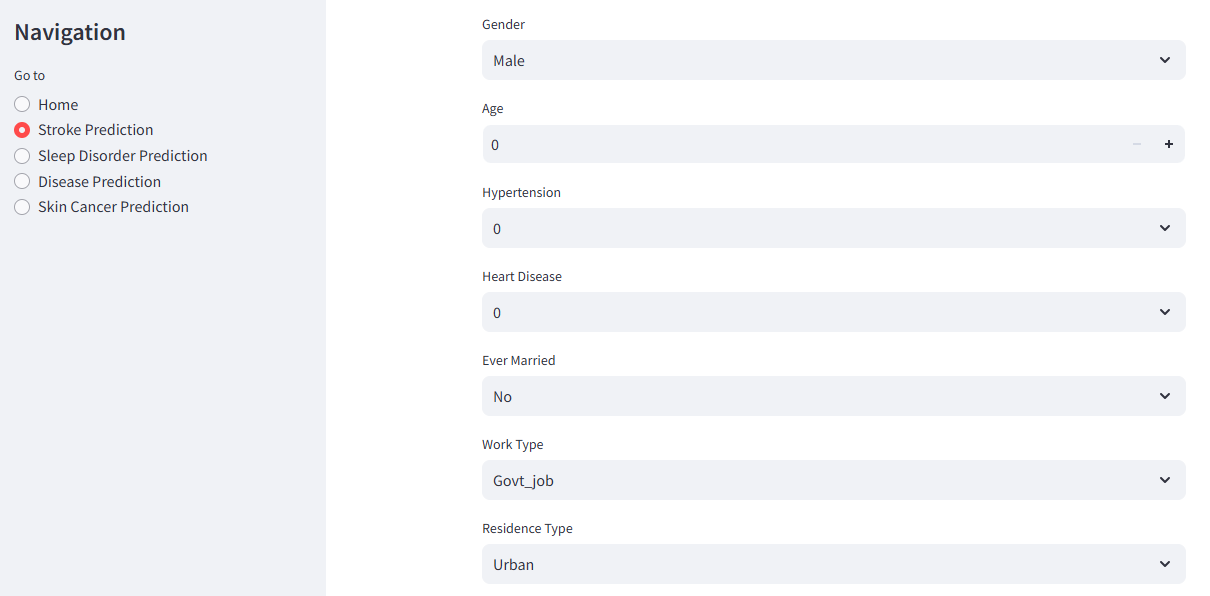 Navigation
Go to
Home
Stroke Prediction
Sleep Disorder Prediction
Disease Prediction
Skin Cancer Prediction
Gender
Male
Age
0
Hypertension
0
Heart Disease
0
Ever Married
No
Work Type
Govt_job
Residence Type
Urban